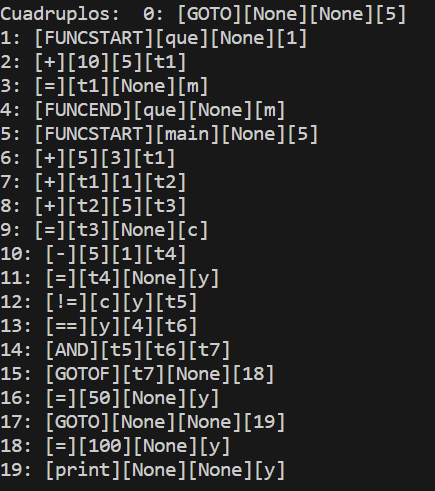 Cuadruplos:  0: [GOTO][None][None][5]
1: [FUNCSTART][que][None][1]
2: [+][10][5][t1]
3: [=][t1][None][m]
4: [FUNCEND][que][None][m]
5: [FUNCSTART][main][None][5]
6: [+][5][3][t1]
7: [+][t1][1][t2]
8: [+][t2][5][t3]
9: [=][t3][None][c]
10: [-][5][1][t4]
11: [=][t4][None][y]
12: [!=][c][y][t5]
13: [==][y][4][t6]
14: [AND][t5][t6][t7]
15: [GOTOF][t7][None][18]
16: [=][50][None][y]
17: [GOTO][None][None][19]
18: [=][100][None][y]
19: [print][None][None][y]